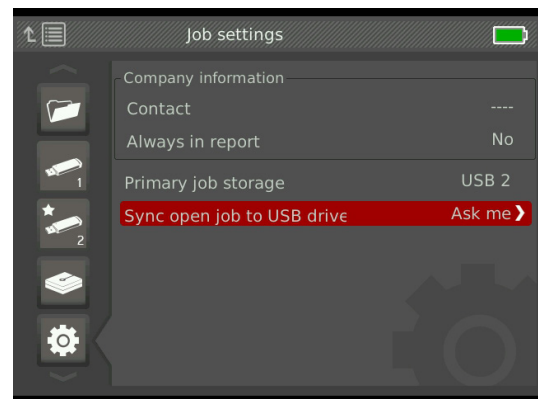 Job settings
Company information
Contact ----
Always in report No
1
Primary job storage USB 2
Sync open job to USB drive Ask me
2